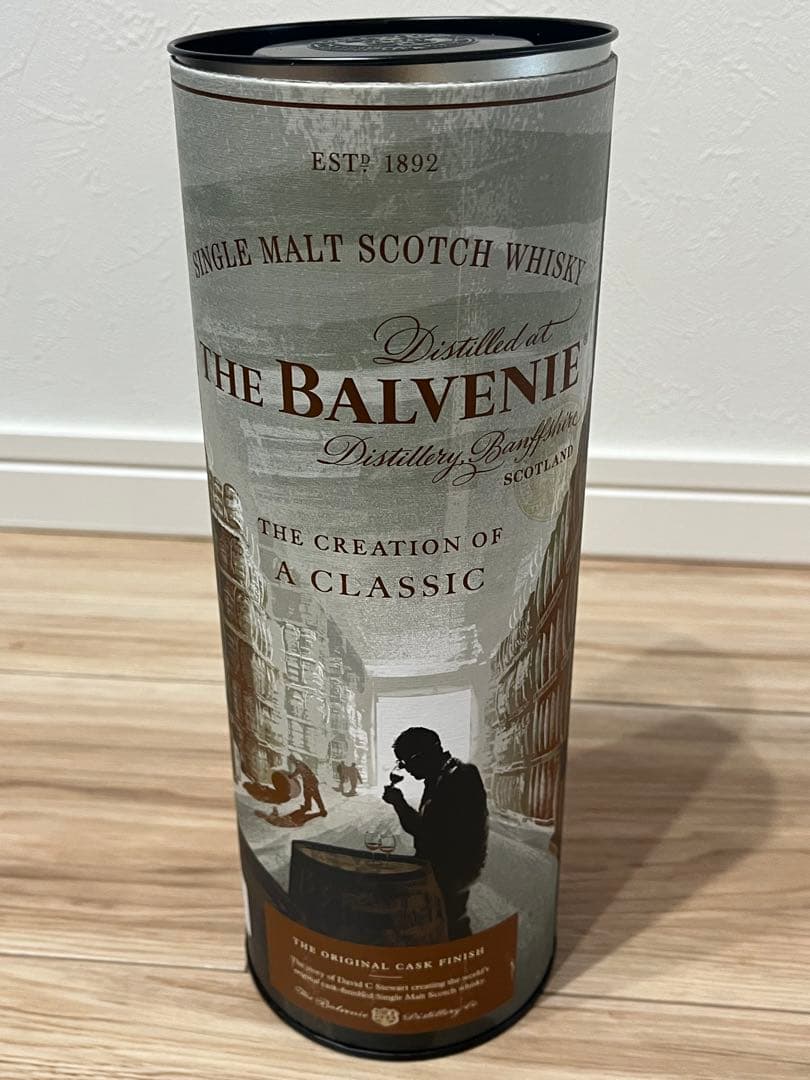 ESTD. 1892
SINGLE MALT SCOTCH WHISKY
Distilled at
THE BALVENIE®
Distillery, Banffshire
SCOTLAND
THE CREATION OF
A CLASSIC
THE ORIGINAL CASK FINISH
The story of David C Stewart creating the world's
original cask-finished Single Malt Scotch whisky.
The Balvenie Distillery Co.